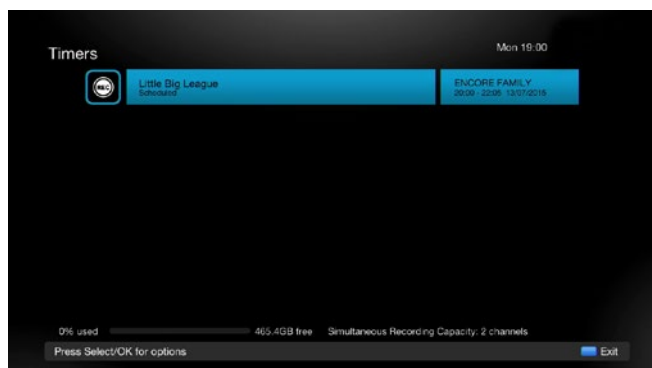 Timers
Mon 19:00
REC
Little Big League
Scheduled
ENCORE FAMILY
20:00 - 22:05 13/07/2015
0% used
465.4GB free
Simultaneous Recording Capacity: 2 channels
Press Select/OK for options
Exit